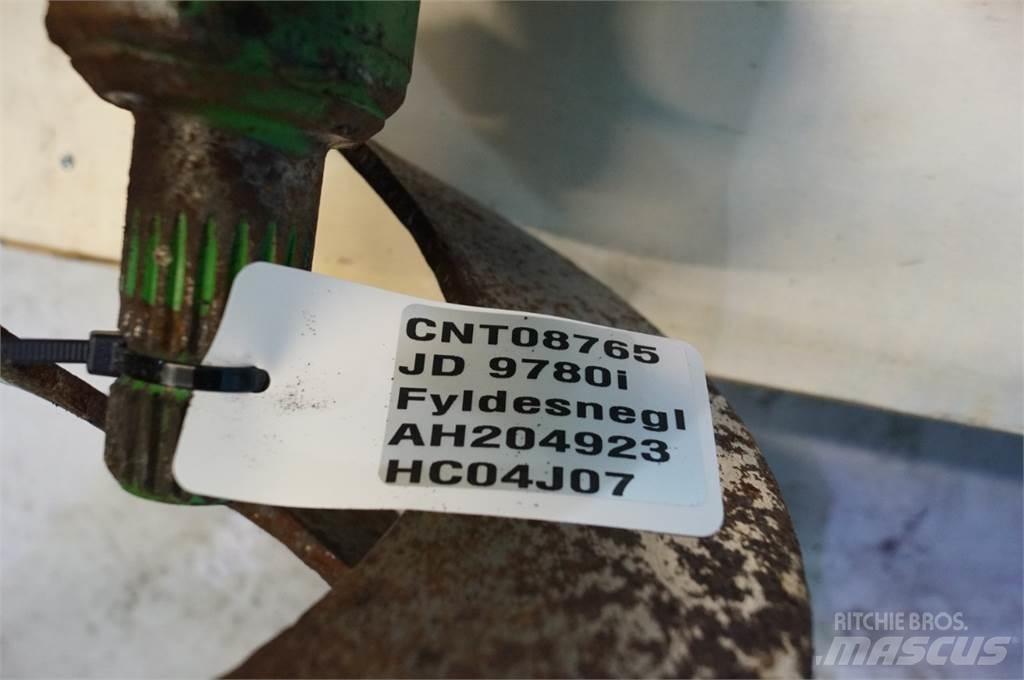 CNT08765
JD 9780i
Fyldesnegl
AH204923
HC04J07
RITCHIE BROS.
MASCUS